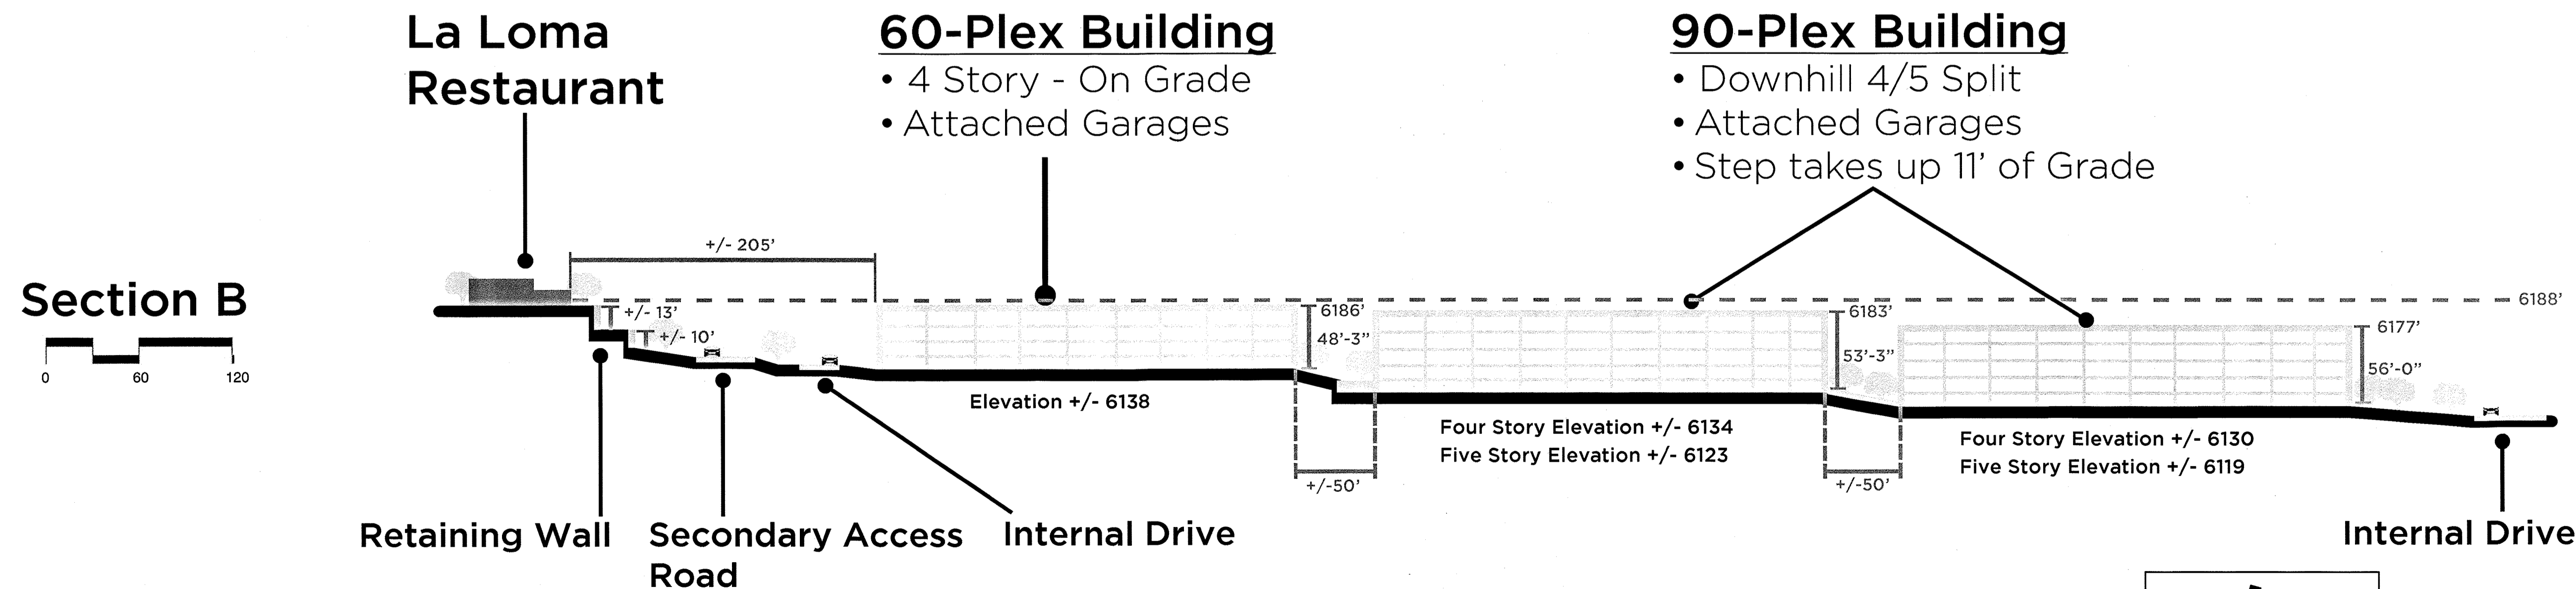 La Loma
Restaurant
60-Plex Building
• 4 Story - On Grade
• Attached Garages
90-Plex Building
• Downhill 4/5 Split
• Attached Garages
• Step takes up 11' of Grade
+/- 205'
Section B
0 60 120
+/- 13'
+/- 10'
6186'
48'-3"
6183'
53'-3"
6188'
6177'
56'-0"
Elevation +/- 6138
Four Story Elevation +/- 6134
Five Story Elevation +/- 6123
Four Story Elevation +/- 6130
Five Story Elevation +/- 6119
+/-50'
+/-50'
Retaining Wall
Secondary Access
Road
Internal Drive
Internal Drive